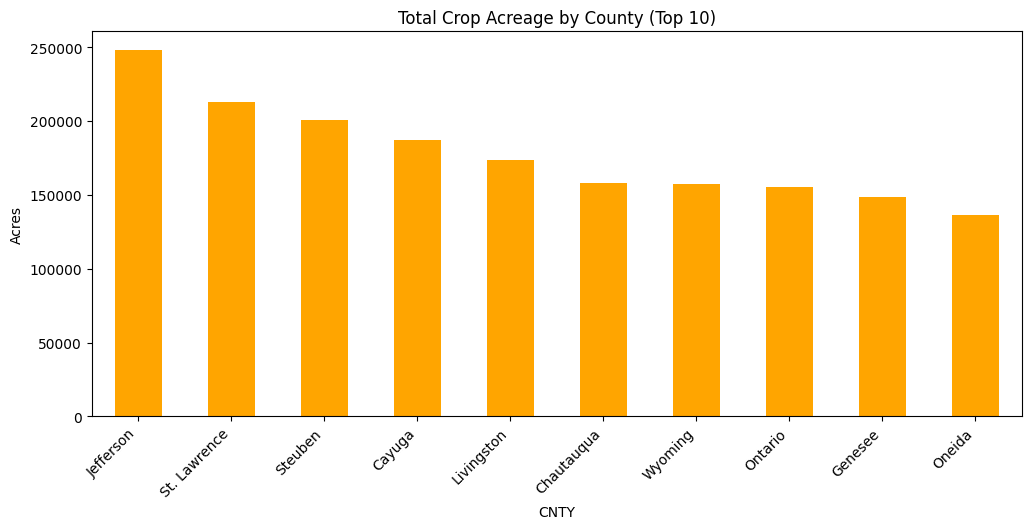 Total Crop Acreage by County (Top 10)
250000
200000
150000
100000
50000
0
Acres
Jefferson
St. Lawrence
Steuben
Cayuga
Livingston
Chautauqua
Wyoming
Ontario
Genesee
Oneida
CNTY